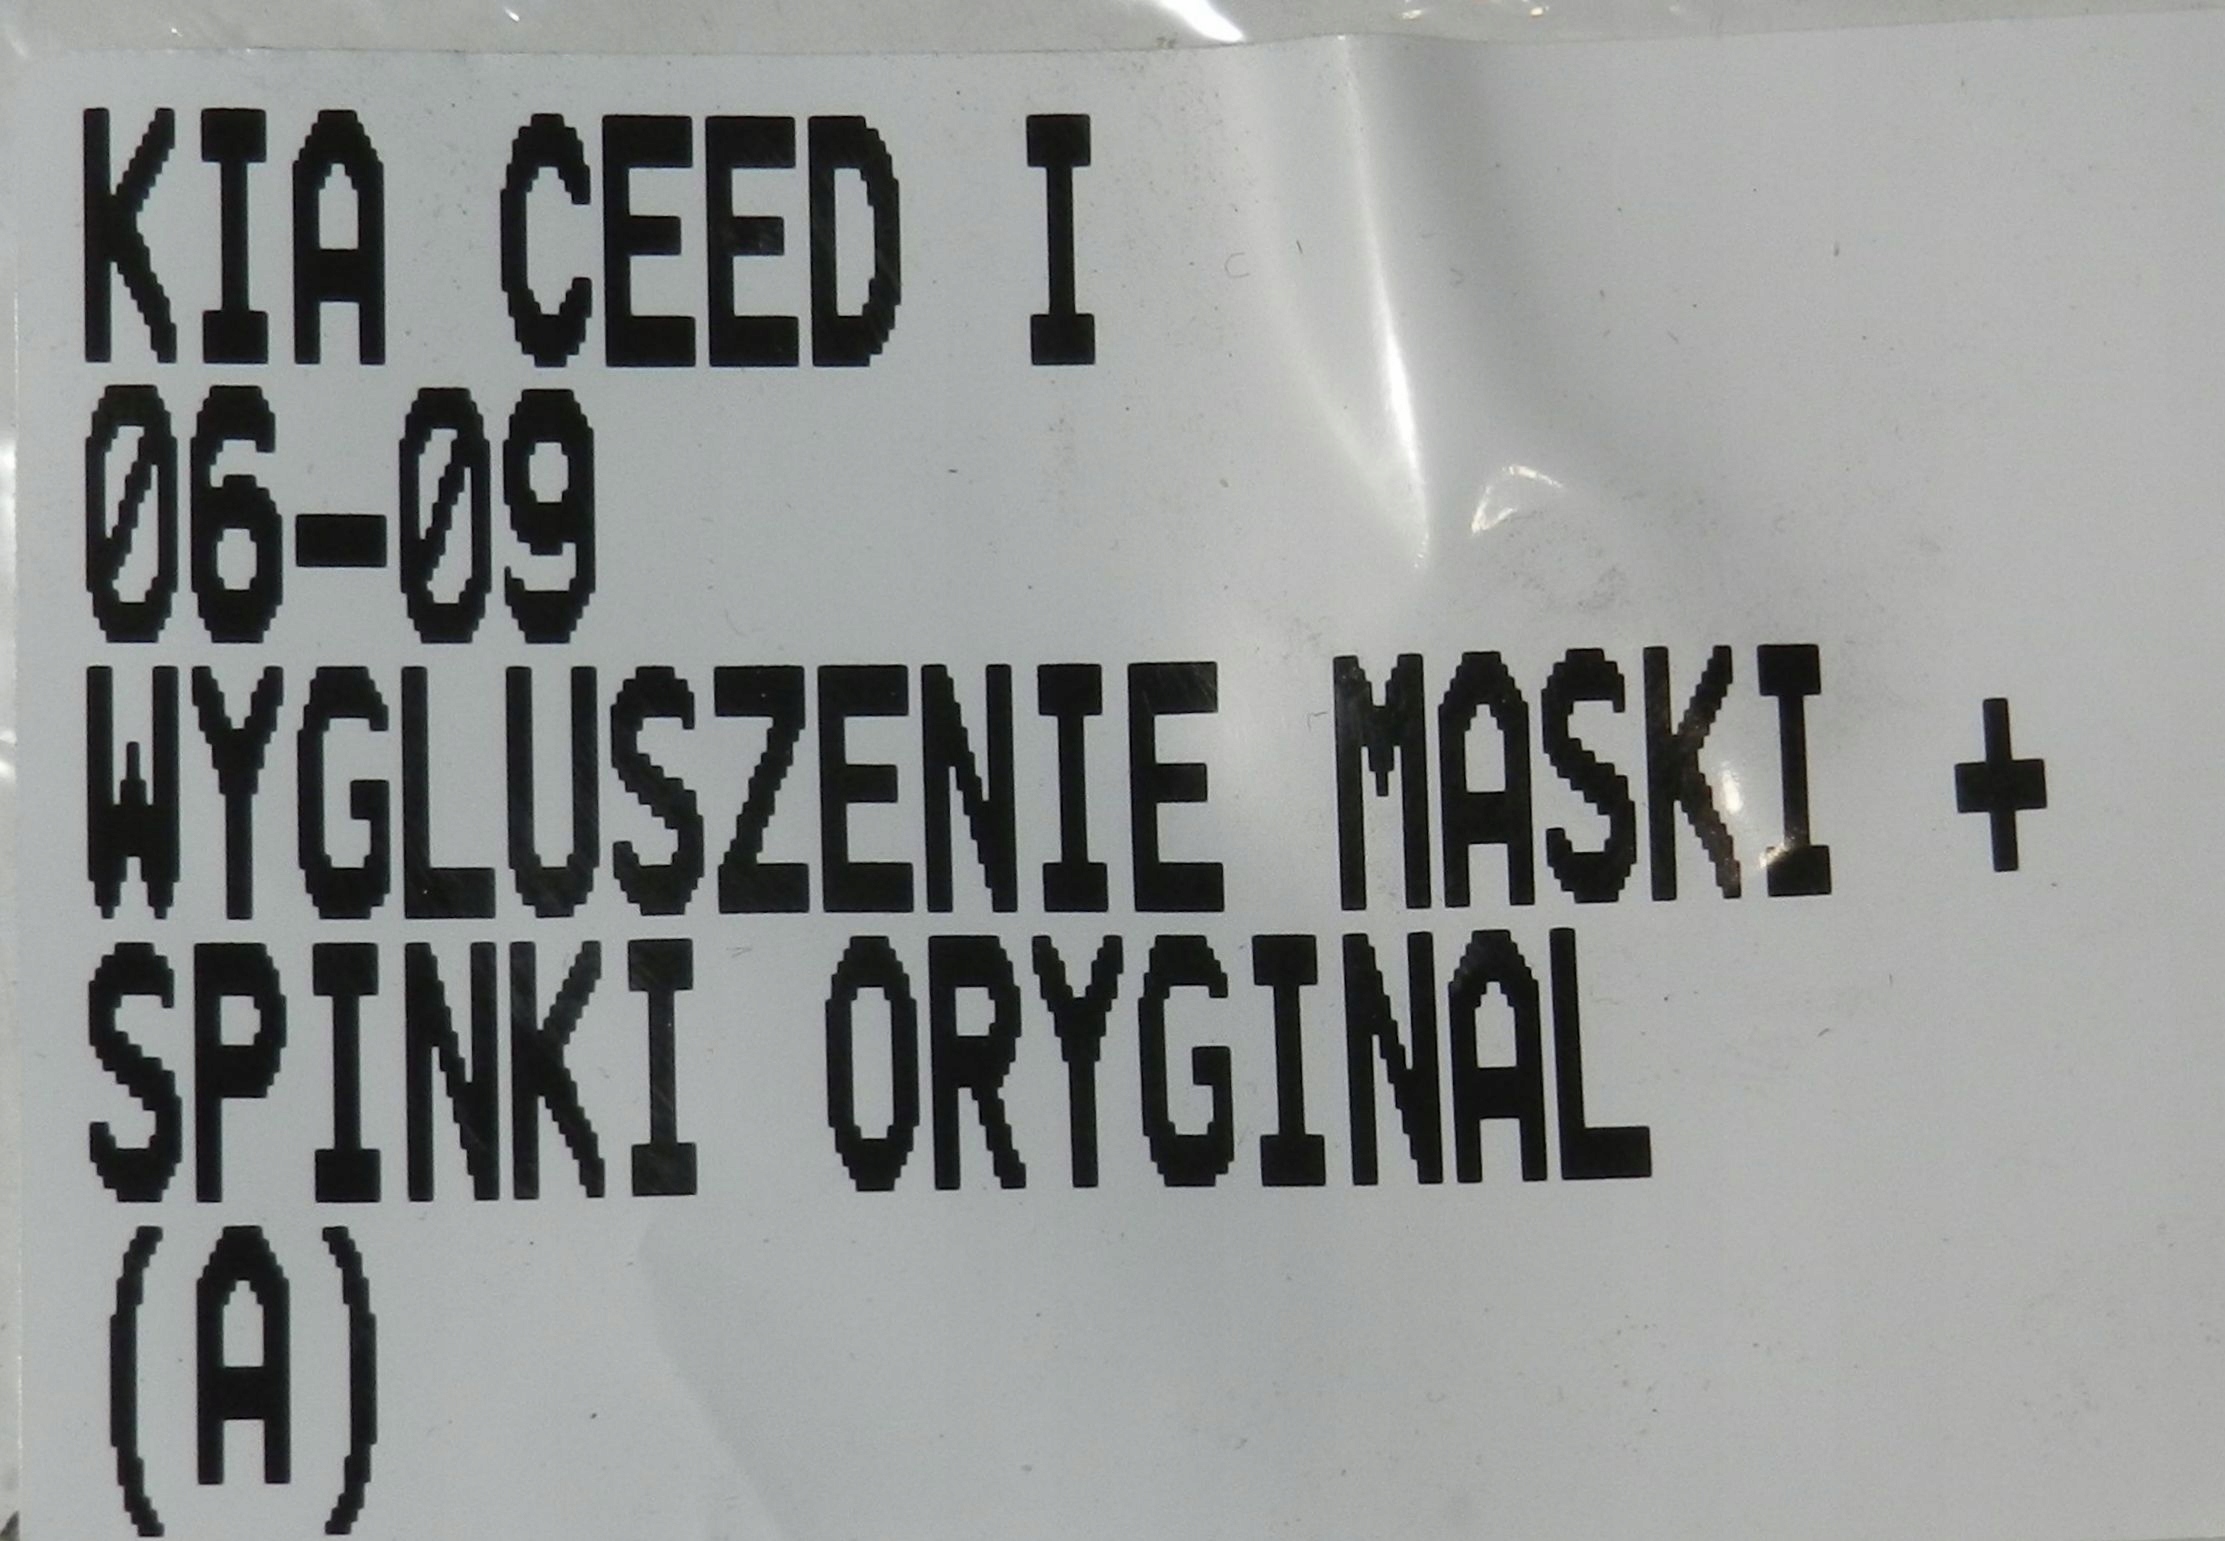 KIA CEED I
06-09
WYGLUSZENIE MASKI +
SPINKI ORYGINAL
(A)